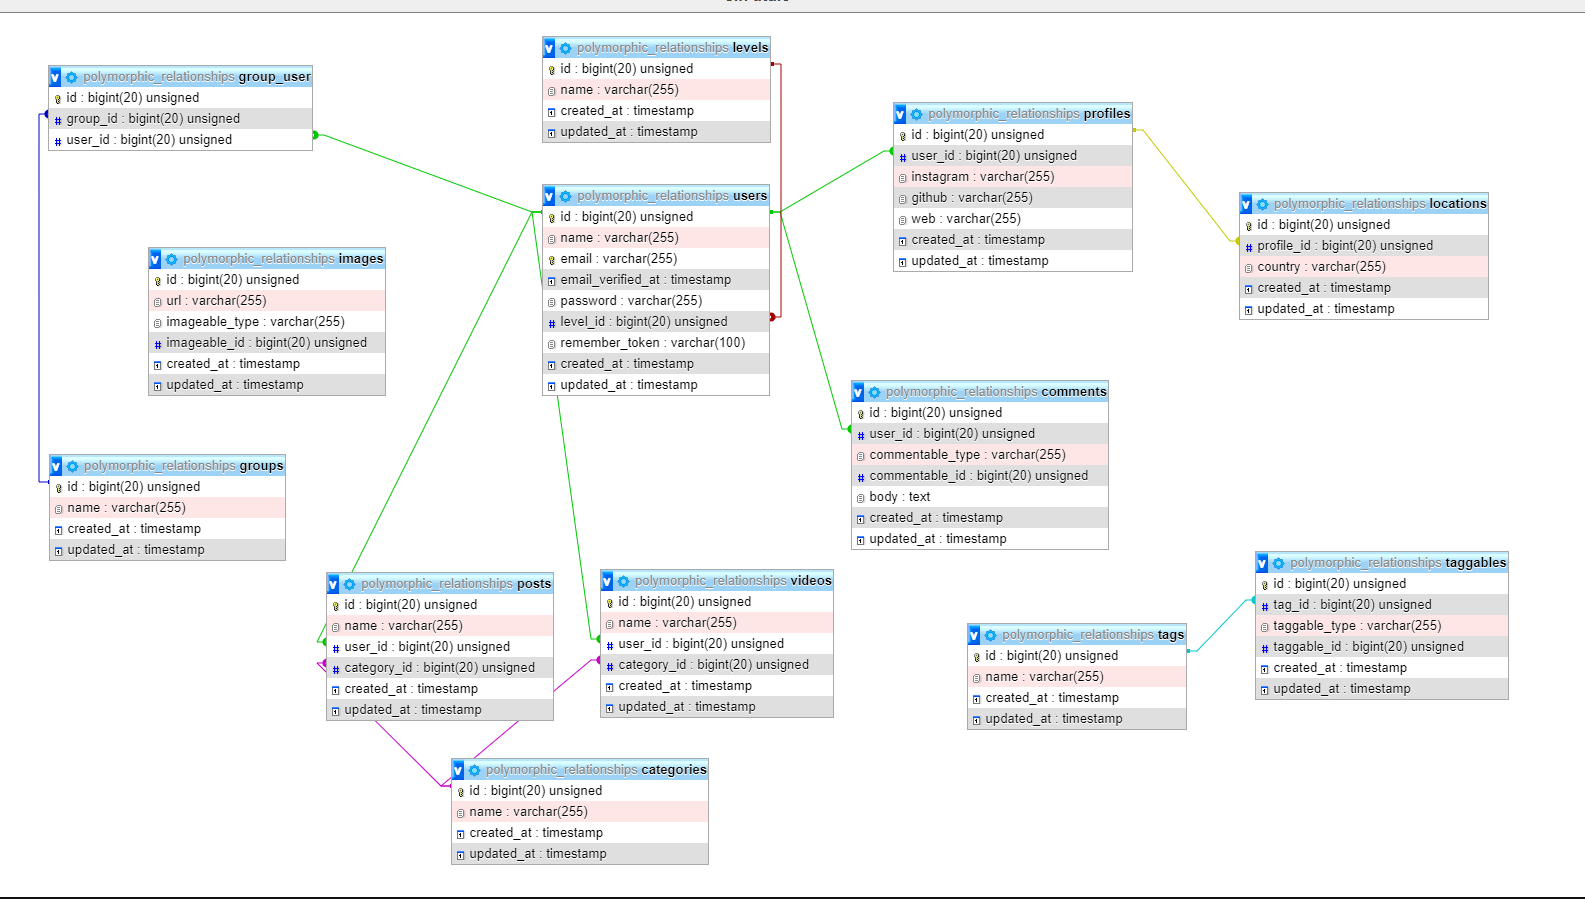 polymorphic_relationships levels
id : bigint(20) unsigned
name : varchar(255)
created_at : timestamp
updated_at : timestamp
polymorphic_relationships group_user
id : bigint(20) unsigned
group_id : bigint(20) unsigned
user_id : bigint(20) unsigned
polymorphic_relationships profiles
id : bigint(20) unsigned
user_id : bigint(20) unsigned
instagram : varchar(255)
github : varchar(255)
web : varchar(255)
created_at : timestamp
updated_at : timestamp
polymorphic_relationships users
id : bigint(20) unsigned
name : varchar(255)
email : varchar(255)
email_verified_at : timestamp
password : varchar(255)
level_id : bigint(20) unsigned
remember_token : varchar(100)
created_at : timestamp
updated_at : timestamp
polymorphic_relationships locations
id : bigint(20) unsigned
profile_id : bigint(20) unsigned
country : varchar(255)
created_at : timestamp
updated_at : timestamp
polymorphic_relationships images
id : bigint(20) unsigned
url : varchar(255)
imageable_type : varchar(255)
imageable_id : bigint(20) unsigned
created_at : timestamp
updated_at : timestamp
polymorphic_relationships comments
id : bigint(20) unsigned
user_id : bigint(20) unsigned
commentable_type : varchar(255)
commentable_id : bigint(20) unsigned
body : text
created_at : timestamp
updated_at : timestamp
polymorphic_relationships groups
id : bigint(20) unsigned
name : varchar(255)
created_at : timestamp
updated_at : timestamp
polymorphic_relationships posts
id : bigint(20) unsigned
name : varchar(255)
user_id : bigint(20) unsigned
category_id : bigint(20) unsigned
created_at : timestamp
updated_at : timestamp
polymorphic_relationships videos
id : bigint(20) unsigned
name : varchar(255)
user_id : bigint(20) unsigned
category_id : bigint(20) unsigned
created_at : timestamp
updated_at : timestamp
polymorphic_relationships taggables
id : bigint(20) unsigned
tag_id : bigint(20) unsigned
taggable_type : varchar(255)
taggable_id : bigint(20) unsigned
created_at : timestamp
updated_at : timestamp
polymorphic_relationships tags
id : bigint(20) unsigned
name : varchar(255)
created_at : timestamp
updated_at : timestamp
polymorphic_relationships categories
id : bigint(20) unsigned
name : varchar(255)
created_at : timestamp
updated_at : timestamp